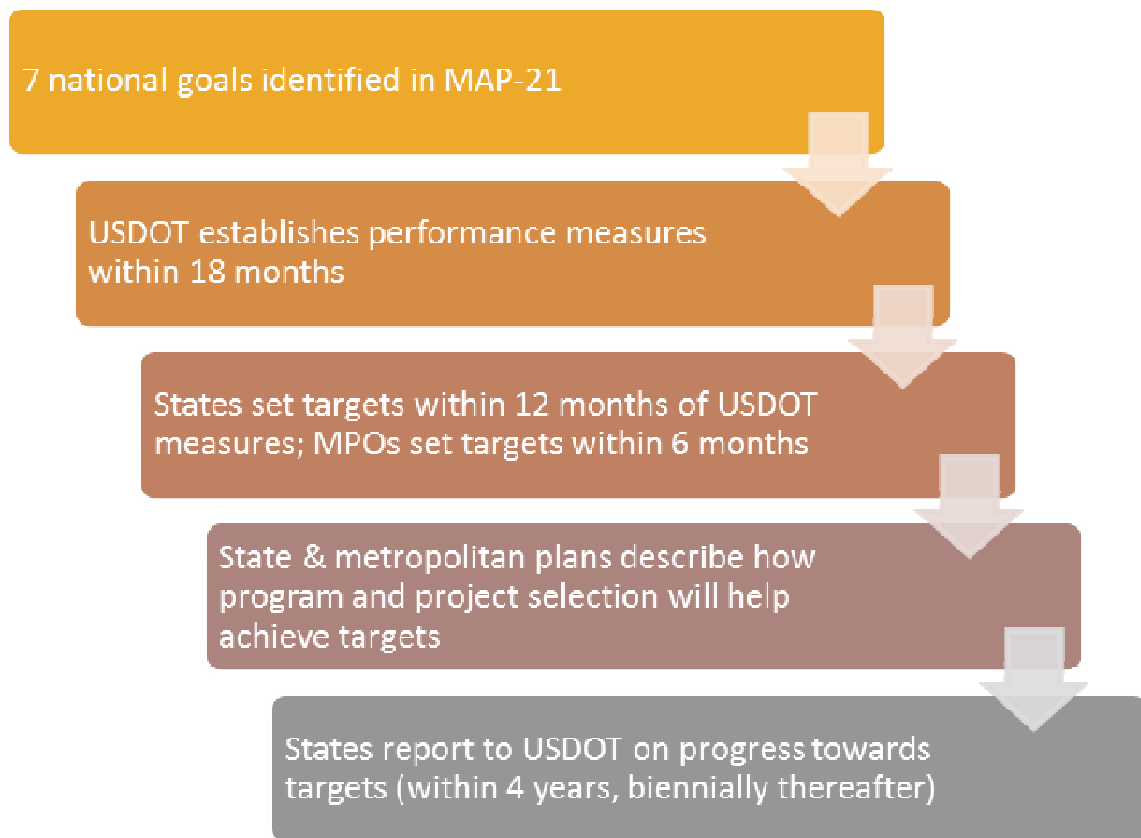 7 national goals identified in MAP-21
USDOT establishes performance measures
within 18 months
States set targets within 12 months of USDOT
measures; MPOs set targets within 6 months
State & metropolitan plans describe how
program and project selection will help
achieve targets
States report to USDOT on progress towards
targets (within 4 years, biennially thereafter)